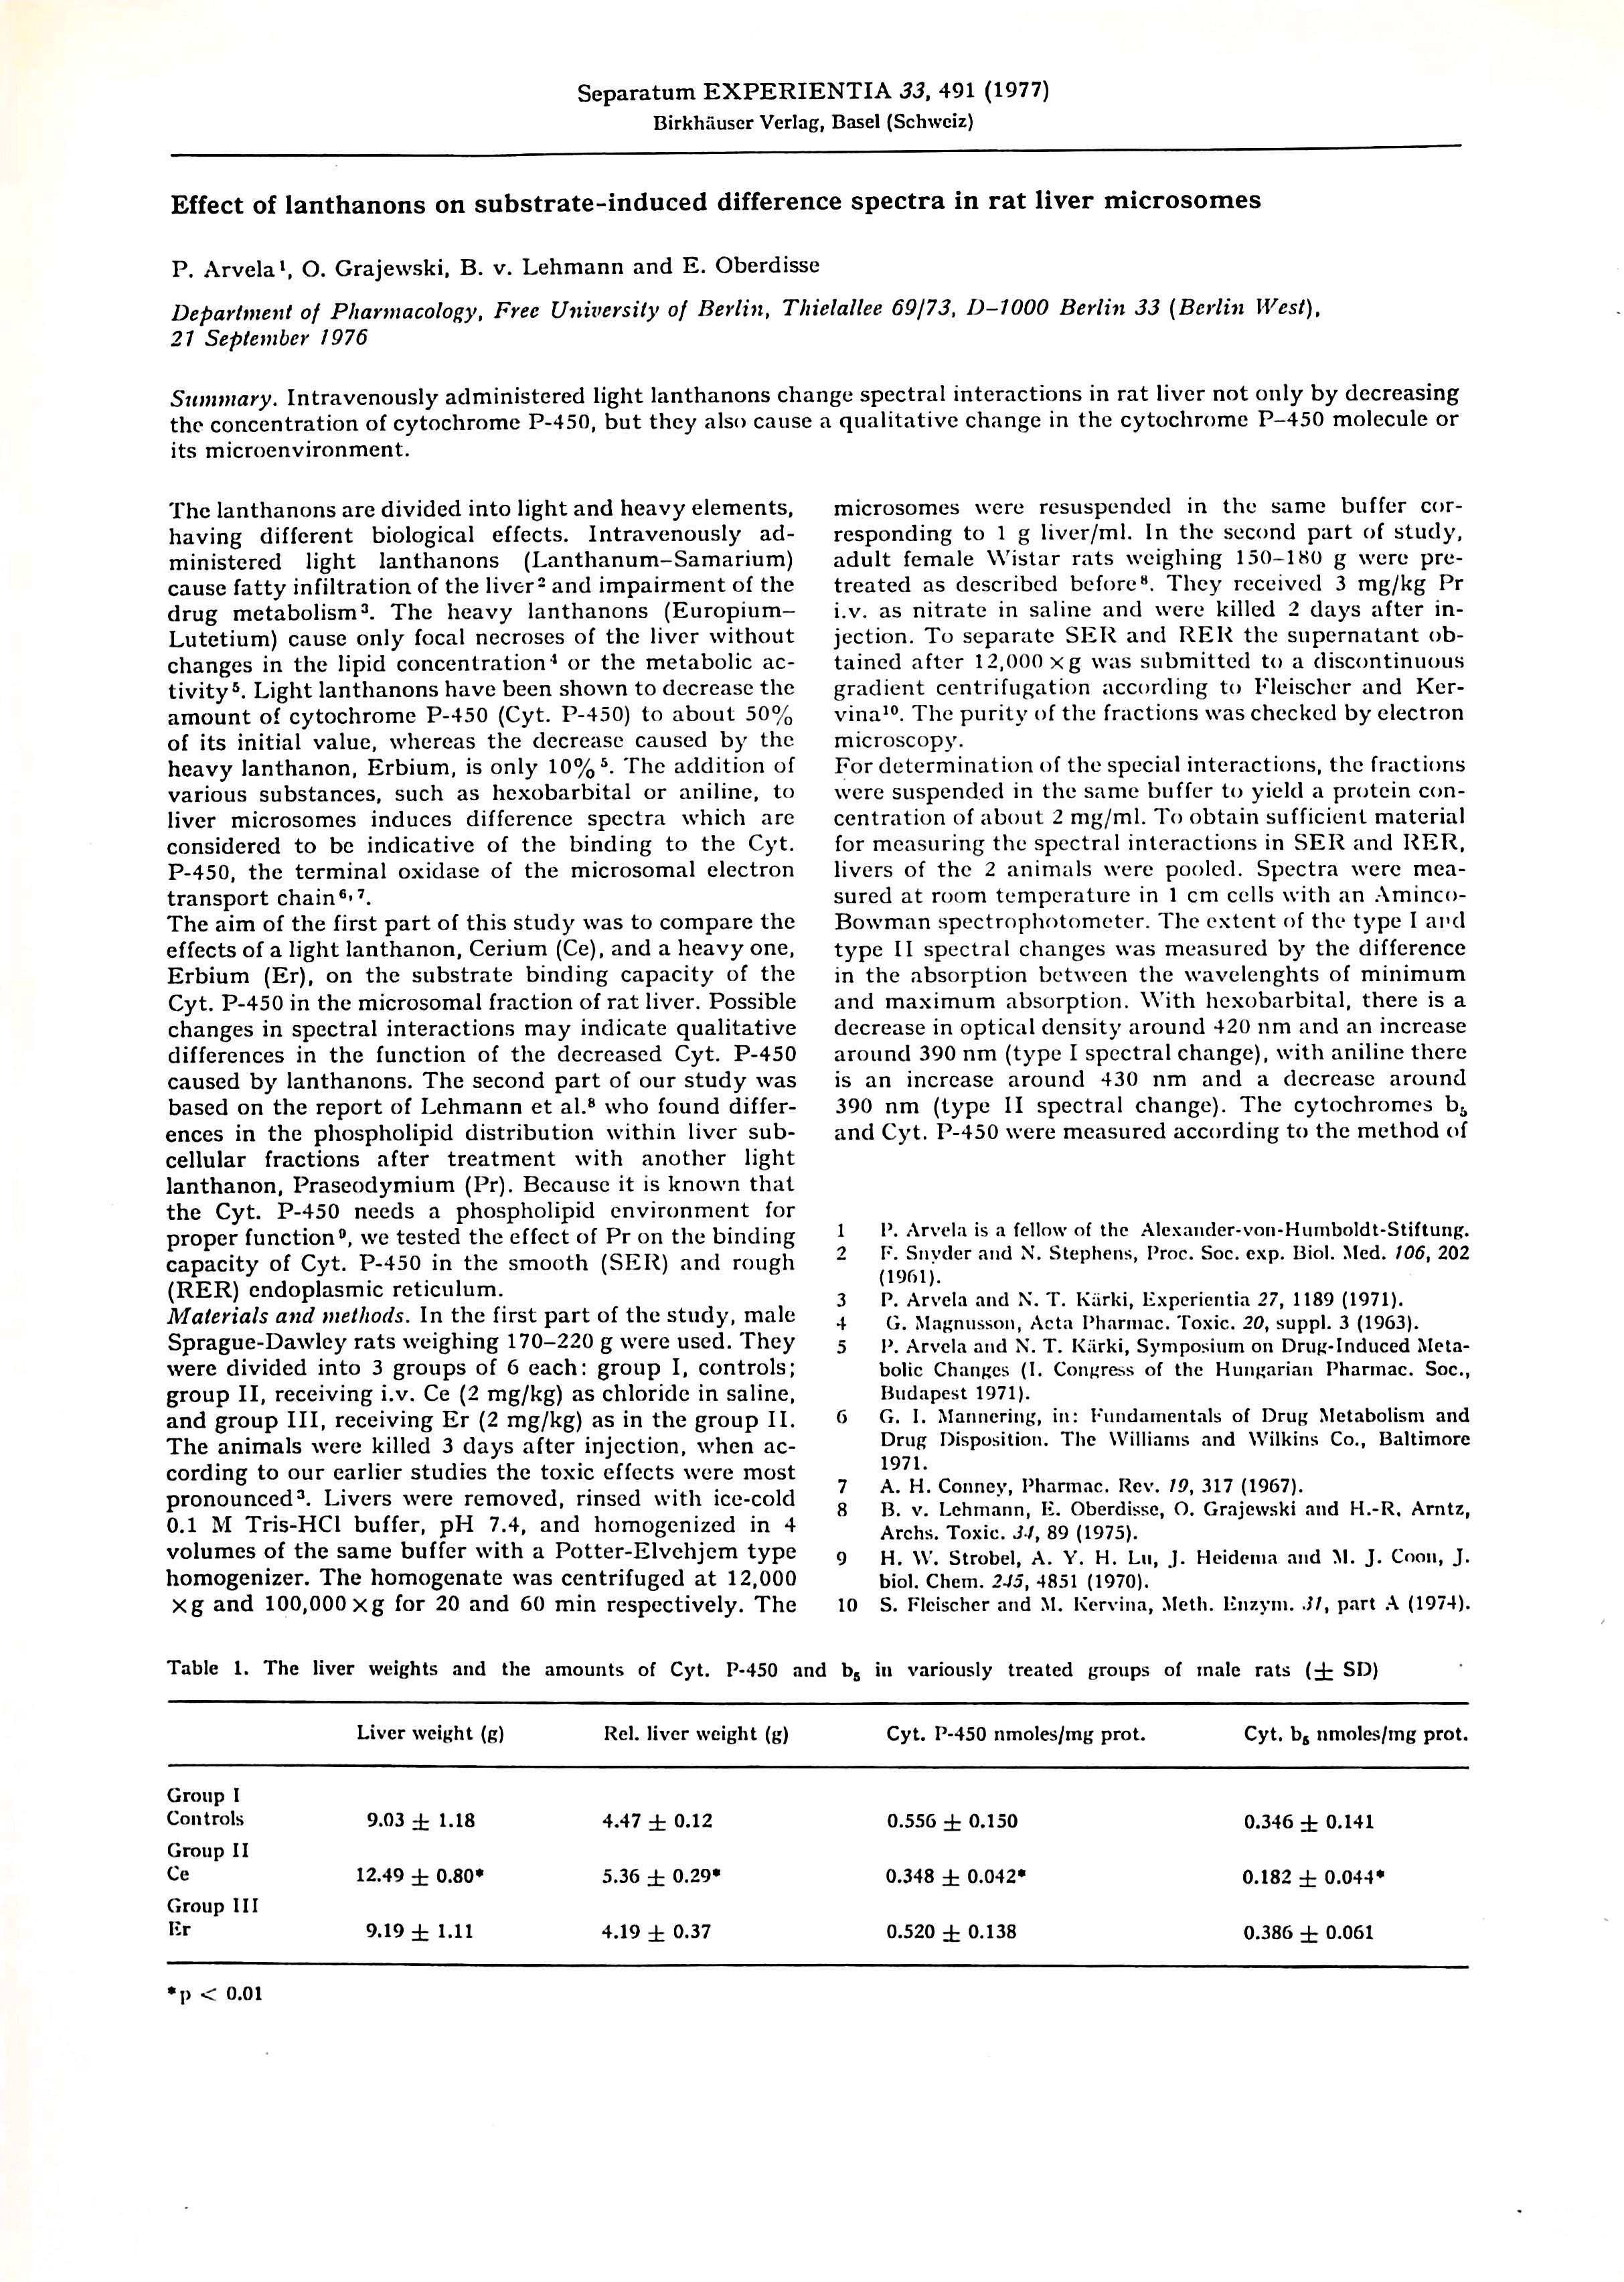 Separatum EXPERIENTIA 33, 491 (1977)
Birkhäuser Verlag, Basel (Schweiz)
Effect of lanthanons on substrate-induced difference spectra in rat liver microsomes
P. Arvela¹, O. Grajewski, B. v. Lehmann and E. Oberdisse
Department of Pharmacology, Free University of Berlin, Thielallee 69/73, D–1000 Berlin 33 (Berlin West),
21 September 1976
Summary. Intravenously administered light lanthanons change spectral interactions in rat liver not only by decreasing
the concentration of cytochrome P-450, but they also cause a qualitative change in the cytochrome P–450 molecule or
its microenvironment.
The lanthanons are divided into light and heavy elements,
having different biological effects. Intravenously ad-
ministered light lanthanons (Lanthanum–Samarium)
cause fatty infiltration of the liver² and impairment of the
drug metabolism³. The heavy lanthanons (Europium–
Lutetium) cause only focal necroses of the liver without
changes in the lipid concentration⁴ or the metabolic ac-
tivity⁵. Light lanthanons have been shown to decrease the
amount of cytochrome P-450 (Cyt. P-450) to about 50%
of its initial value, whereas the decrease caused by the
heavy lanthanon, Erbium, is only 10%⁵. The addition of
various substances, such as hexobarbital or aniline, to
liver microsomes induces difference spectra which are
considered to be indicative of the binding to the Cyt.
P-450, the terminal oxidase of the microsomal electron
transport chain⁶,⁷.
The aim of the first part of this study was to compare the
effects of a light lanthanon, Cerium (Ce), and a heavy one,
Erbium (Er), on the substrate binding capacity of the
Cyt. P-450 in the microsomal fraction of rat liver. Possible
changes in spectral interactions may indicate qualitative
differences in the function of the decreased Cyt. P-450
caused by lanthanons. The second part of our study was
based on the report of Lehmann et al.⁸ who found differ-
ences in the phospholipid distribution within liver sub-
cellular fractions after treatment with another light
lanthanon, Praseodymium (Pr). Because it is known that
the Cyt. P-450 needs a phospholipid environment for
proper function⁹, we tested the effect of Pr on the binding
capacity of Cyt. P-450 in the smooth (SER) and rough
(RER) endoplasmic reticulum.
Materials and methods. In the first part of the study, male
Sprague-Dawley rats weighing 170–220 g were used. They
were divided into 3 groups of 6 each: group I, controls;
group II, receiving i.v. Ce (2 mg/kg) as chloride in saline,
and group III, receiving Er (2 mg/kg) as in the group II.
The animals were killed 3 days after injection, when ac-
cording to our earlier studies the toxic effects were most
pronounced³. Livers were removed, rinsed with ice-cold
0.1 M Tris-HCl buffer, pH 7.4, and homogenized in 4
volumes of the same buffer with a Potter-Elvehjem type
homogenizer. The homogenate was centrifuged at 12,000
×g and 100,000×g for 20 and 60 min respectively. The
microsomes were resuspended in the same buffer cor-
responding to 1 g liver/ml. In the second part of study,
adult female Wistar rats weighing 150–180 g were pre-
treated as described before⁸. They received 3 mg/kg Pr
i.v. as nitrate in saline and were killed 2 days after in-
jection. To separate SER and RER the supernatant ob-
tained after 12,000×g was submitted to a discontinuous
gradient centrifugation according to Fleischer and Ker-
vina¹⁰. The purity of the fractions was checked by electron
microscopy.
For determination of the special interactions, the fractions
were suspended in the same buffer to yield a protein con-
centration of about 2 mg/ml. To obtain sufficient material
for measuring the spectral interactions in SER and RER,
livers of the 2 animals were pooled. Spectra were mea-
sured at room temperature in 1 cm cells with an Aminco-
Bowman spectrophotometer. The extent of the type I and
type II spectral changes was measured by the difference
in the absorption between the wavelenghts of minimum
and maximum absorption. With hexobarbital, there is a
decrease in optical density around 420 nm and an increase
around 390 nm (type I spectral change), with aniline there
is an increase around 430 nm and a decrease around
390 nm (type II spectral change). The cytochromes b₅
and Cyt. P-450 were measured according to the method of
1 P. Arvela is a fellow of the Alexander-von-Humboldt-Stiftung.
2 F. Snyder and N. Stephens, Proc. Soc. exp. Biol. Med. 106, 202
(1961).
3 P. Arvela and N. T. Kärki, Experientia 27, 1189 (1971).
4 G. Magnusson, Acta Pharmac. Toxic. 20, suppl. 3 (1963).
5 P. Arvela and N. T. Kärki, Symposium on Drug-Induced Meta-
bolic Changes (I. Congress of the Hungarian Pharmac. Soc.,
Budapest 1971).
6 G. I. Mannering, in: Fundamentals of Drug Metabolism and
Drug Disposition. The Williams and Wilkins Co., Baltimore
1971.
7 A. H. Conney, Pharmac. Rev. 19, 317 (1967).
8 B. v. Lehmann, E. Oberdisse, O. Grajewski and H.-R. Arntz,
Archs. Toxic. 34, 89 (1975).
9 H. W. Strobel, A. Y. H. Lu, J. Heidema and M. J. Coon, J.
biol. Chem. 245, 4851 (1970).
10 S. Fleischer and M. Kervina, Meth. Enzym. 31, part A (1974).
Table 1. The liver weights and the amounts of Cyt. P-450 and b₅ in variously treated groups of male rats (± SD)
Liver weight (g) Rel. liver weight (g) Cyt. P-450 nmoles/mg prot. Cyt. b₅ nmoles/mg prot.
Group I
Controls 9.03 ± 1.18 4.47 ± 0.12 0.556 ± 0.150 0.346 ± 0.141
Group II
Ce 12.49 ± 0.80* 5.36 ± 0.29* 0.348 ± 0.042* 0.182 ± 0.044*
Group III
Er 9.19 ± 1.11 4.19 ± 0.37 0.520 ± 0.138 0.386 ± 0.061
*p < 0.01